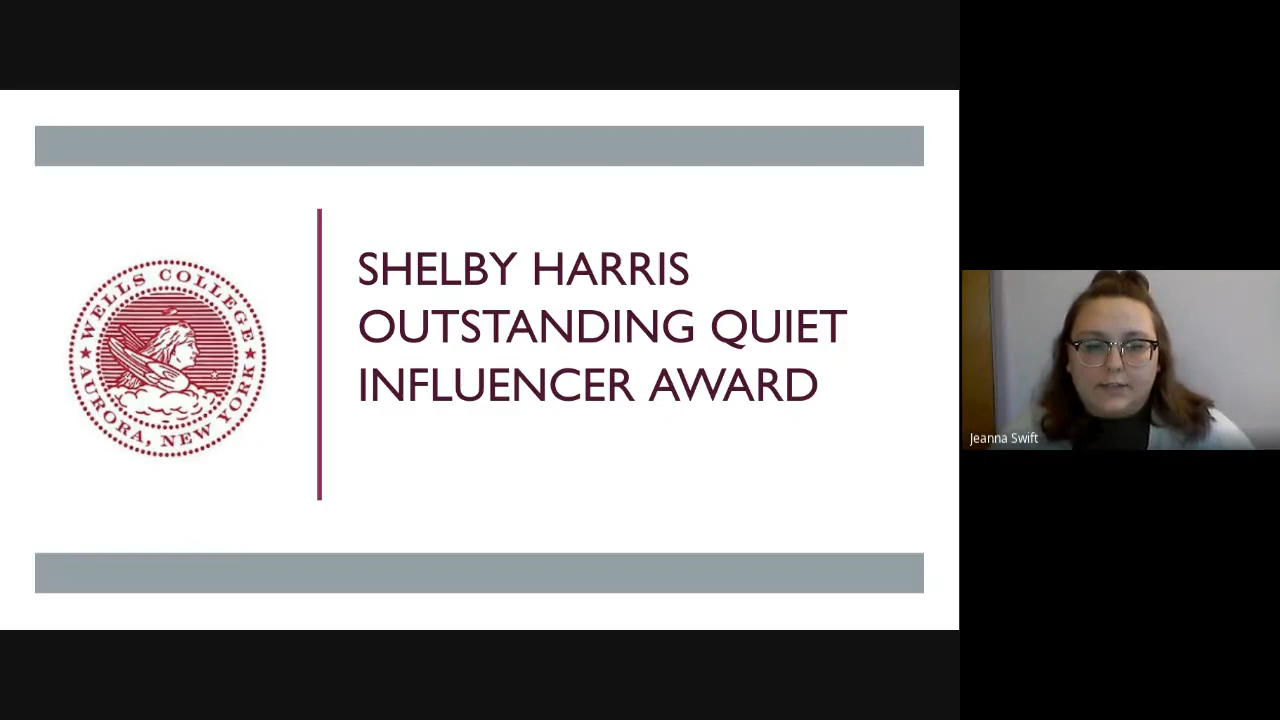 WELLS COLLEGE
AURORA, NEW YORK
SHELBY HARRIS
OUTSTANDING QUIET
INFLUENCER AWARD
Jeanna Swift